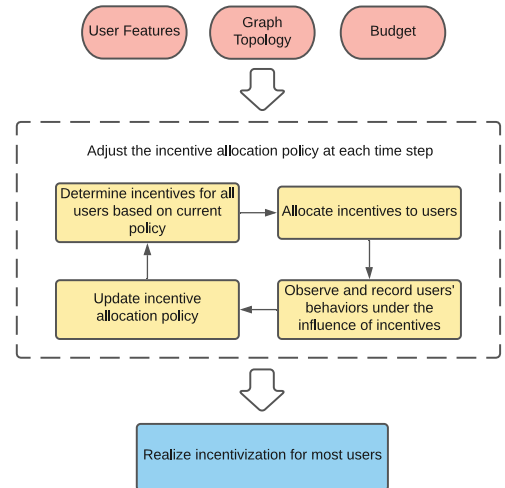 User Features
Graph
Topology
Budget
Adjust the incentive allocation policy at each time step
Determine incentives for all
users based on current
policy
Allocate incentives to users
Update incentive
allocation policy
Observe and record users'
behaviors under the
influence of incentives
Realize incentivization for most users